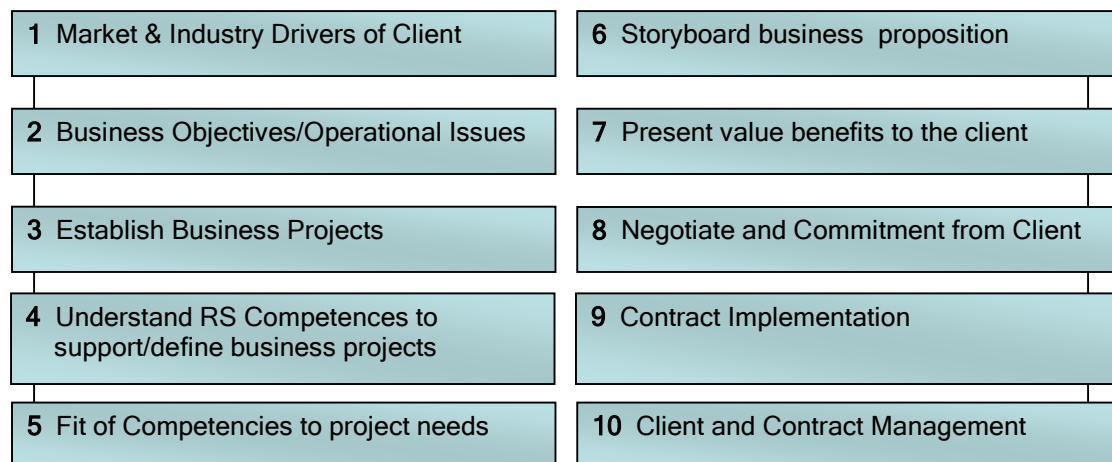 1 Market & Industry Drivers of Client
2 Business Objectives/Operational Issues
3 Establish Business Projects
4 Understand RS Competences to
support/define business projects
5 Fit of Competencies to project needs
6 Storyboard business proposition
7 Present value benefits to the client
8 Negotiate and Commitment from Client
9 Contract Implementation
10 Client and Contract Management